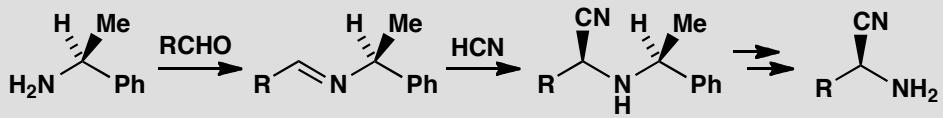 H Me
H₂N Ph
RCHO
H Me
R N Ph
HCN
CN H Me
R N Ph
H
CN
R NH₂